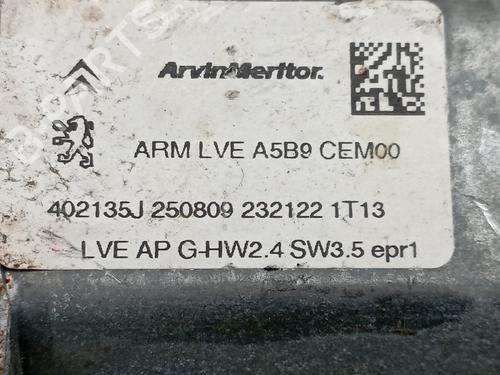 ArvinMeritor.
ARM LVE A5B9 CEM00
402135J 250809 232122 1T13
LVE AP G-HW2.4 SW3.5 epr1